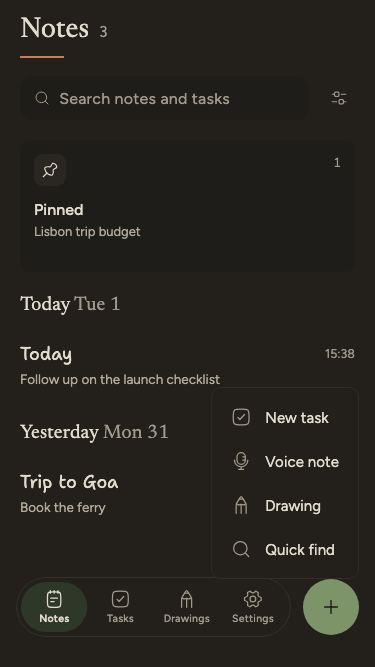 Notes 3
Search notes and tasks
1
Pinned
Lisbon trip budget
Today Tue 1
Today 15:38
Follow up on the launch checklist
Yesterday Mon 31
Trip to Goa
Book the ferry
New task
Voice note
Drawing
Quick find
Notes Tasks Drawings Settings